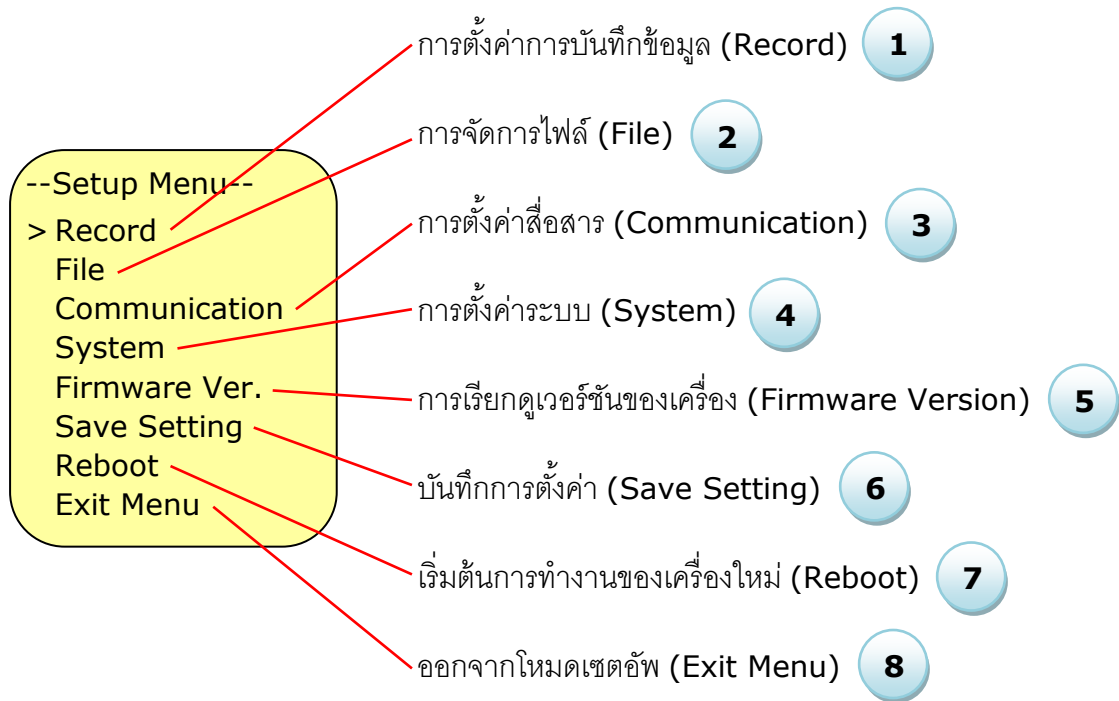 --Setup Menu--
> Record
File
Communication
System
Firmware Ver.
Save Setting
Reboot
Exit Menu
การตั้งค่าการบันทึกข้อมูล (Record) 1
การจัดการไฟล์ (File) 2
การตั้งค่าสื่อสาร (Communication) 3
การตั้งค่าระบบ (System) 4
การเรียกดูเวอร์ชันของเครื่อง (Firmware Version) 5
บันทึกการตั้งค่า (Save Setting) 6
เริ่มต้นการทำงานของเครื่องใหม่ (Reboot) 7
ออกจากโหมดเซตอัพ (Exit Menu) 8